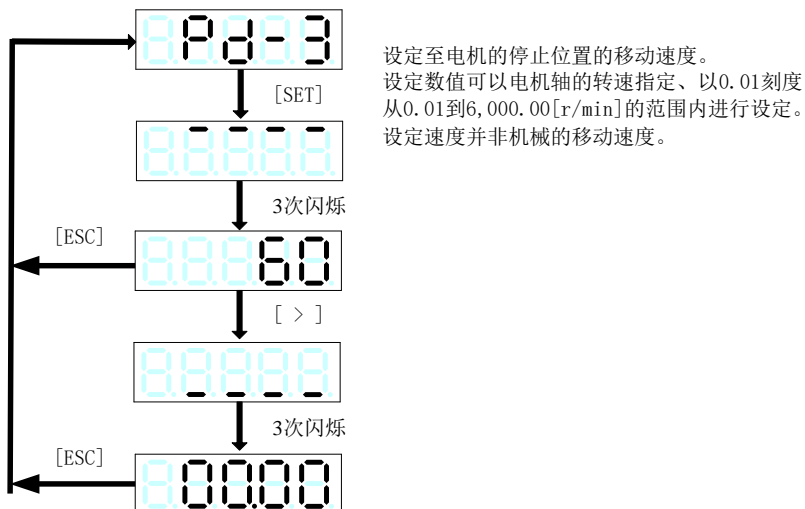 Pd-3
设定至电机的停止位置的移动速度。
设定数值可以电机轴的转速指定、以0.01刻度
从0.01到6,000.00[r/min]的范围内进行设定。
设定速度并非机械的移动速度。
[SET]
3次闪烁
[ESC]
60
[ > ]
3次闪烁
[ESC]
00.00